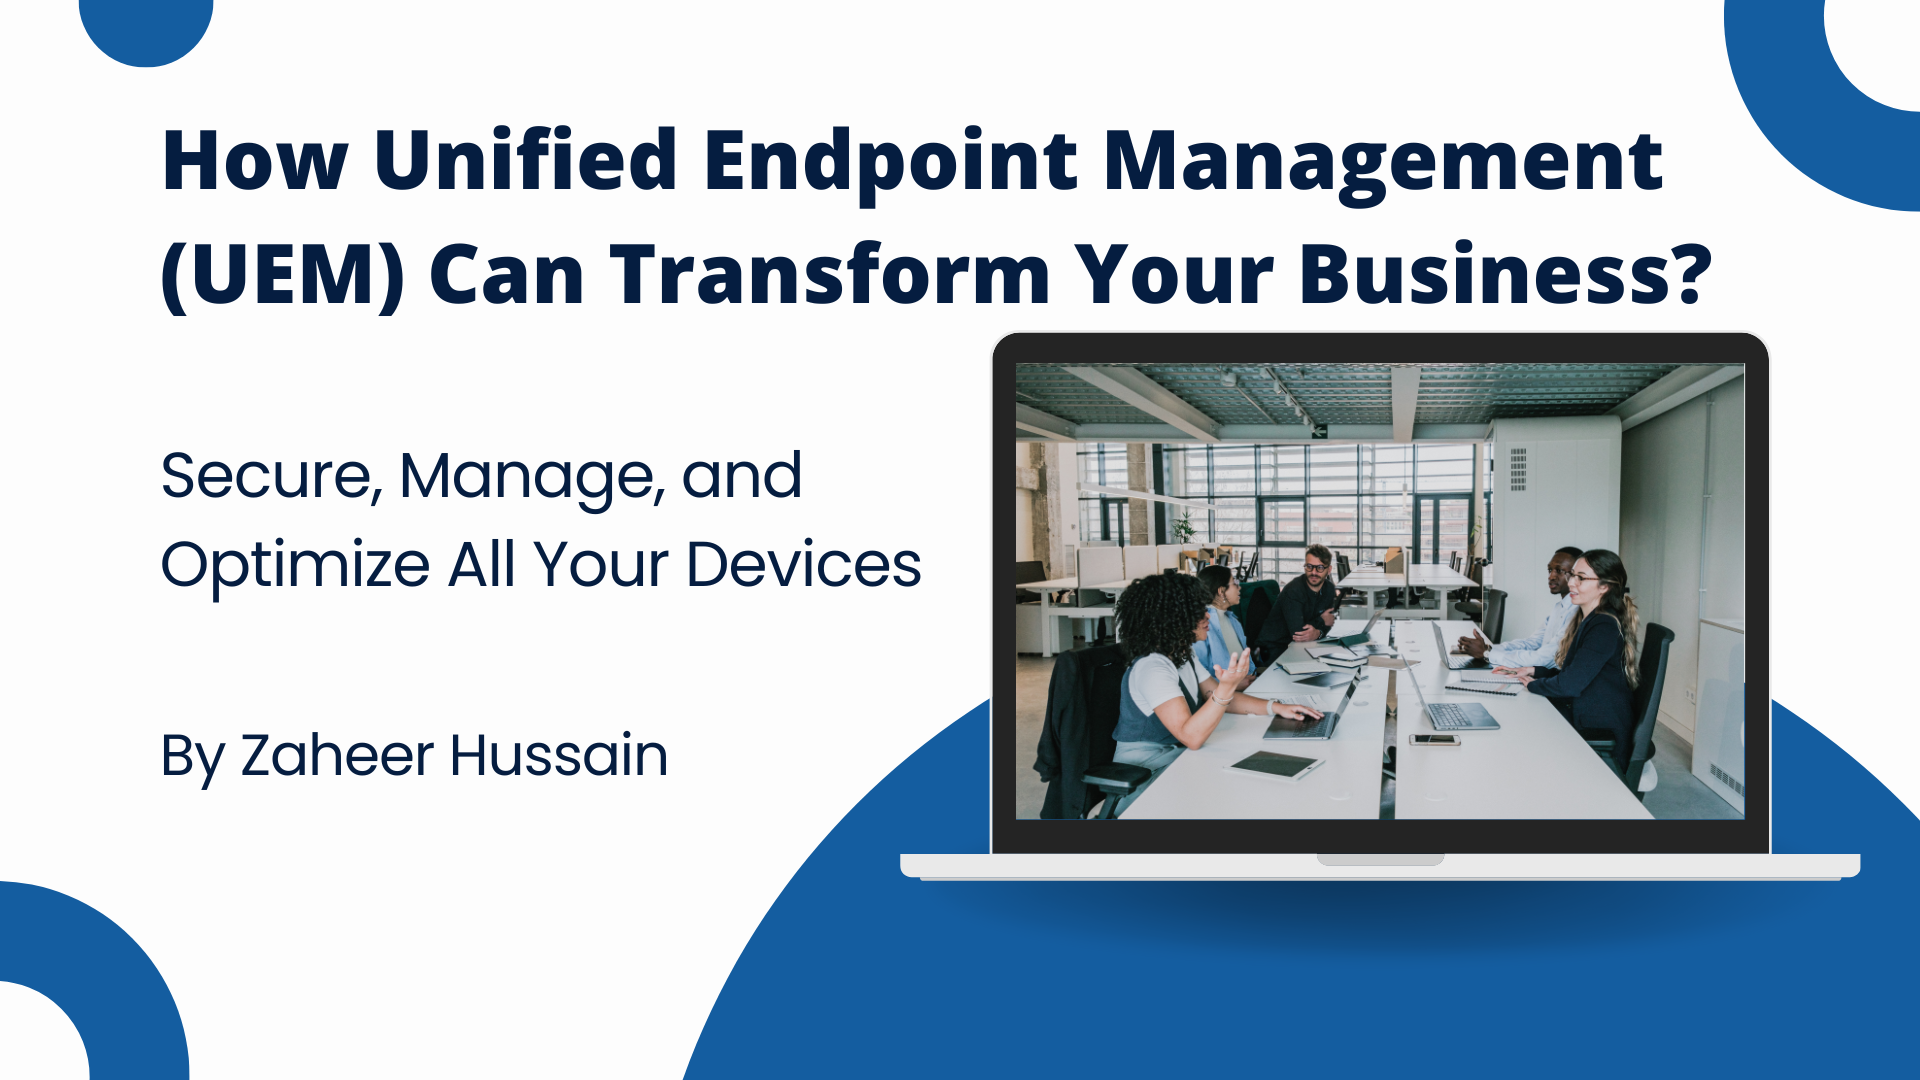 How Unified Endpoint Management
(UEM) Can Transform Your Business?
Secure, Manage, and
Optimize All Your Devices
By Zaheer Hussain